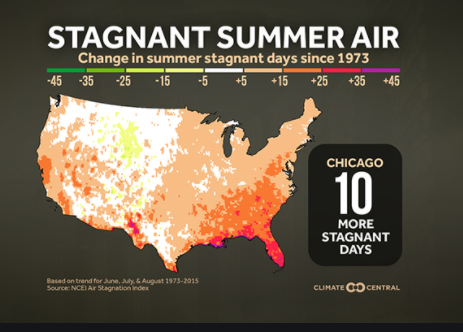 STAGNANT SUMMER AIR
Change in summer stagnant days since 1973
-45 -35 -25 -15 -5 +5 +15 +25 +35 +45
CHICAGO
10
MORE
STAGNANT
DAYS
Based on trend for June, July, & August 1973-2015
Source: NCEI Air Stagnation Index
CLIMATE CENTRAL